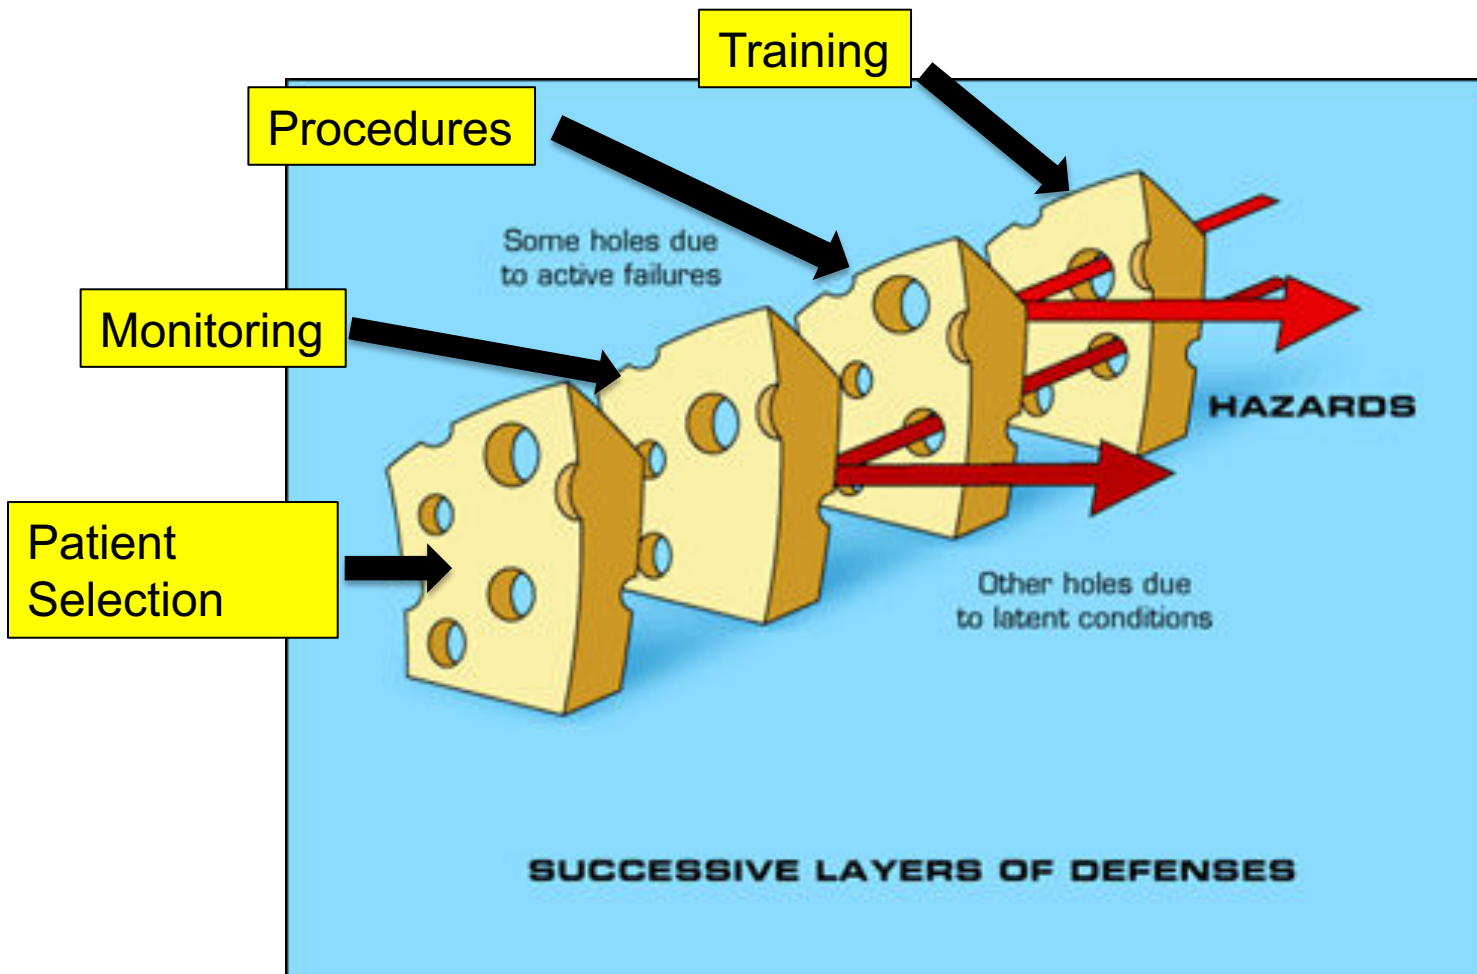 Training
Procedures
Some holes due
to active failures
Monitoring
HAZARDS
Patient
Selection
Other holes due
to latent conditions
SUCCESSIVE LAYERS OF DEFENSES